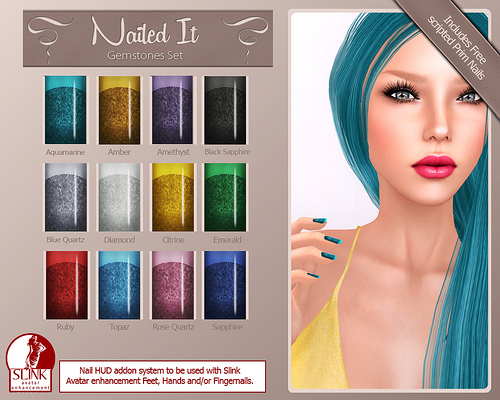 Nailed It
Gemstones Set
Includes Free
scripted Prim Nails
Aquamarine
Amber
Amethyst
Black Sapphire
Blue Quartz
Diamond
Citrine
Emerald
Ruby
Topaz
Rose Quartz
Sapphire
SLINK
avatar
enhancement
Nail HUD addon system to be used with Slink
Avatar enhancement Feet, Hands and/or Fingernails.